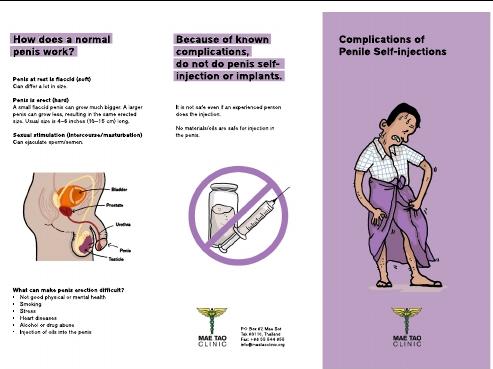 How does a normal
penis work?
Penis at rest is flaccid (soft)
Can differ a lot in size.
Penis is erect (hard)
A small flaccid penis can grow much bigger. A larger
penis can grow less, resulting in the same erected
size. Usual size is 4–6 inches (10–15 cm) long.
Sexual stimulation (intercourse/masturbation)
Can ejaculate sperm/semen.
Bladder
Prostate
Urethra
Penis
Testicle
What can make penis erection difficult?
• Not good physical or mental health
• Smoking
• Stress
• Heart diseases
• Alcohol or drug abuse
• Injection of oils into the penis
Because of known
complications,
do not do penis self-
injection or implants.
It is not safe even if an experienced person
does the injection.
No materials/oils are safe for injection in
the penis.
MAE TAO
CLINIC
P O Box 67, Mae Sot
Tak 63110, Thailand
info@maetaoclinic.org
Complications of
Penile Self-injections
MAE TAO
CLINIC